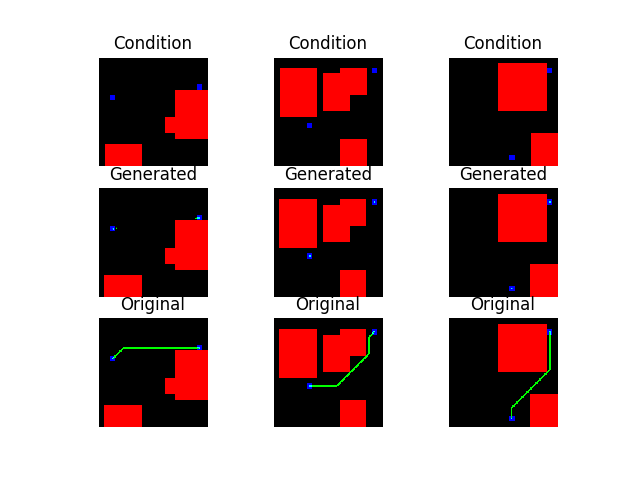 Condition Condition Condition
Generated Generated Generated
Original Original Original